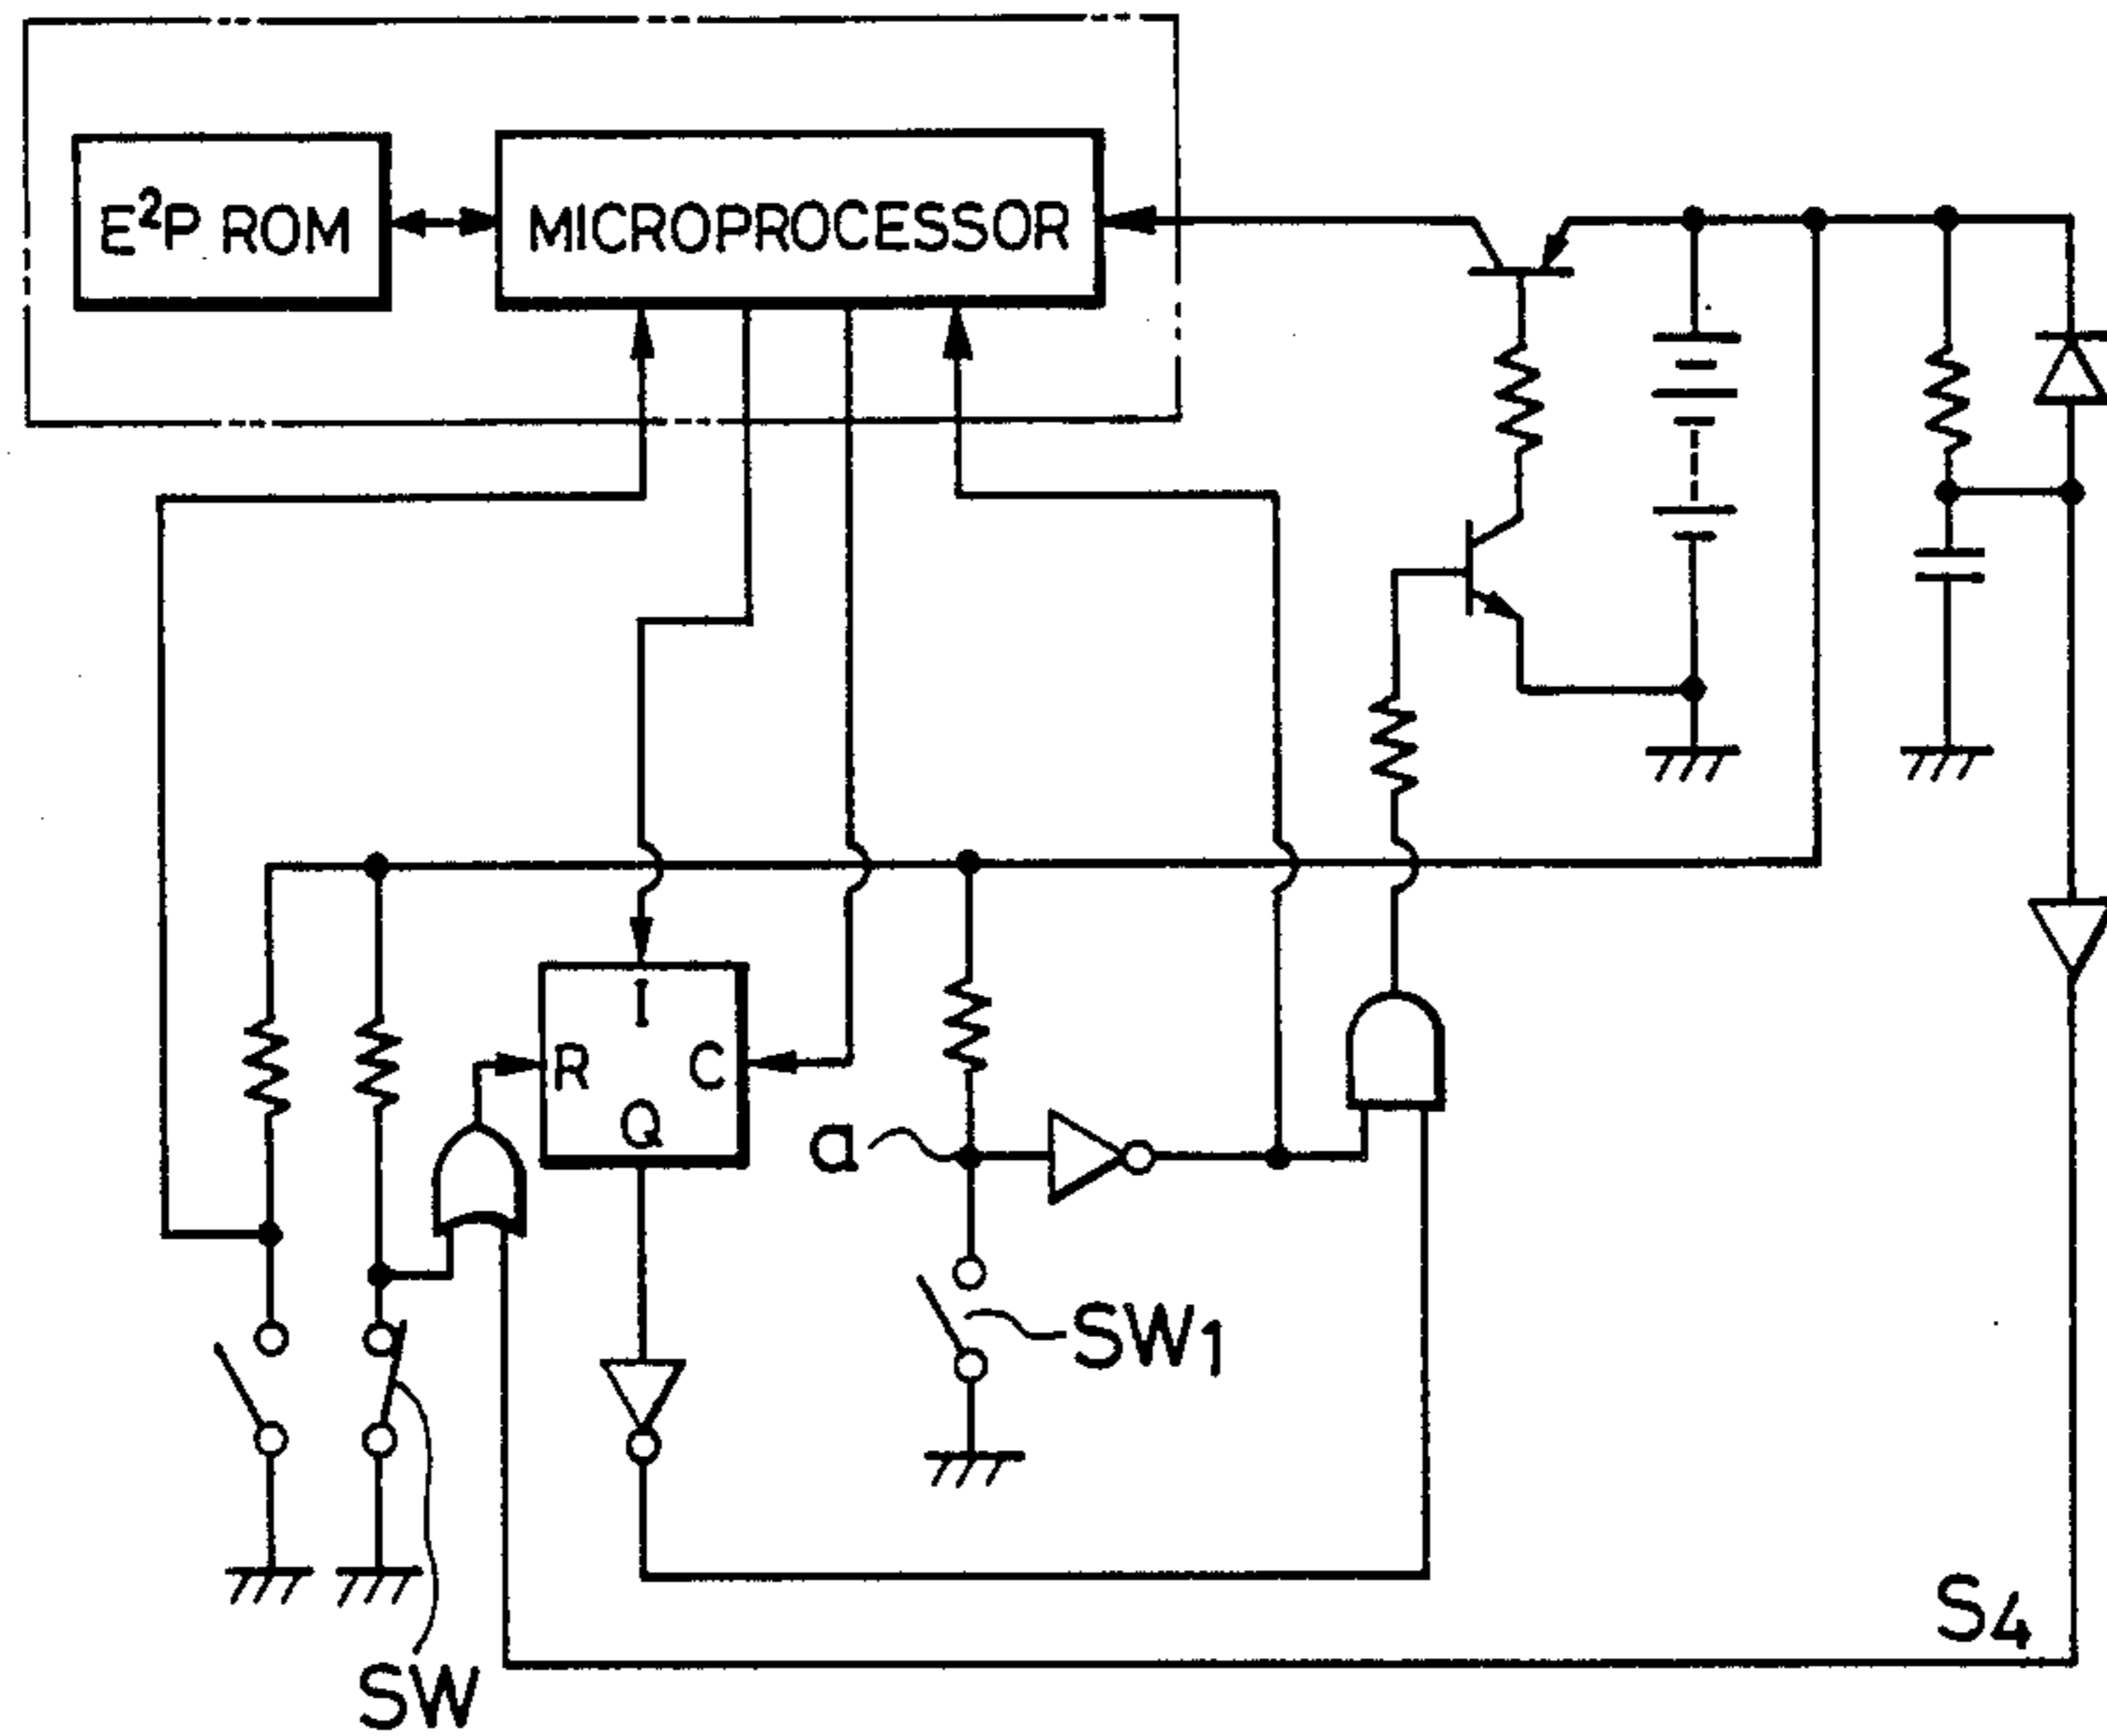 E²P ROM
MICROPROCESSOR
I
R
C
Q
a
SW1
S4
SW